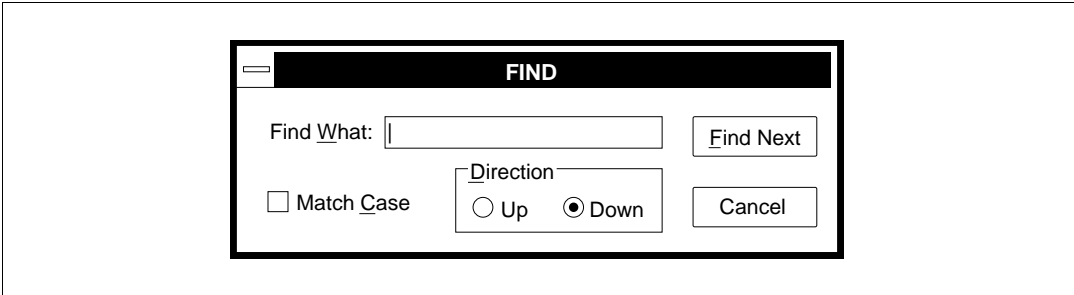 FIND
Find What:
Find Next
Direction
Match Case
Up
Down
Cancel